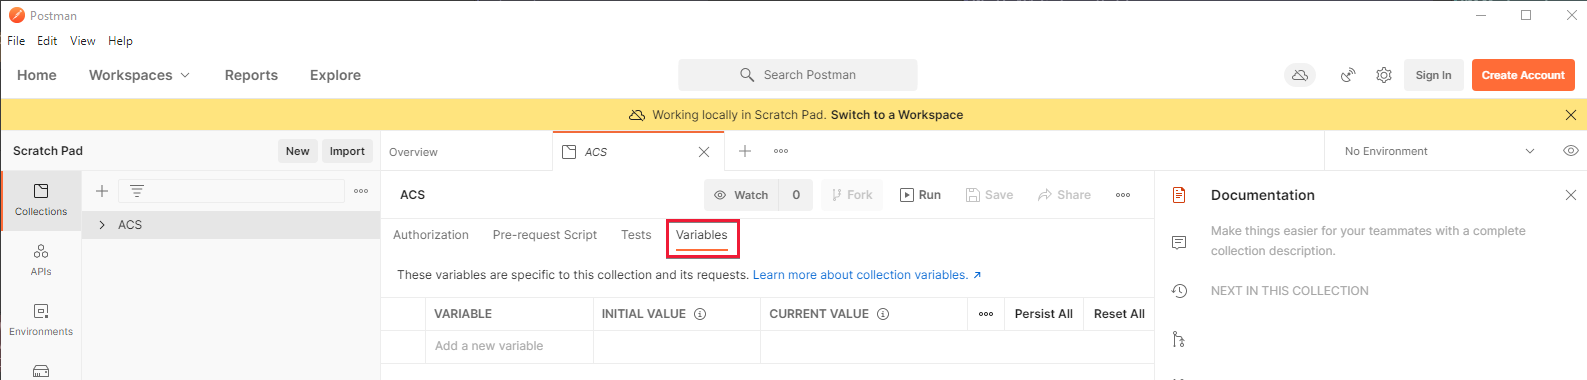 Postman
File Edit View Help
Home Workspaces Reports Explore Search Postman Sign In Create Account
Working locally in Scratch Pad. Switch to a Workspace
Scratch Pad New Import
Overview ACS No Environment
Collections
ACS
APIs
Environments
ACS Watch 0 Fork Run Save Share
Authorization Pre-request Script Tests Variables
These variables are specific to this collection and its requests. Learn more about collection variables. ↗
VARIABLE INITIAL VALUE CURRENT VALUE Persist All Reset All
Add a new variable
Documentation
Make things easier for your teammates with a complete
collection description.
NEXT IN THIS COLLECTION